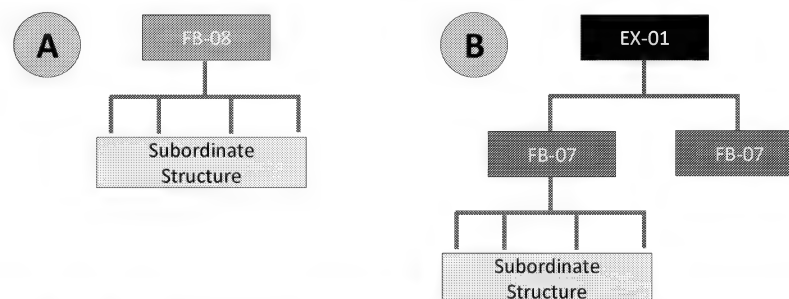 A
FB-08
Subordinate
Structure
B
EX-01
FB-07
FB-07
Subordinate
Structure